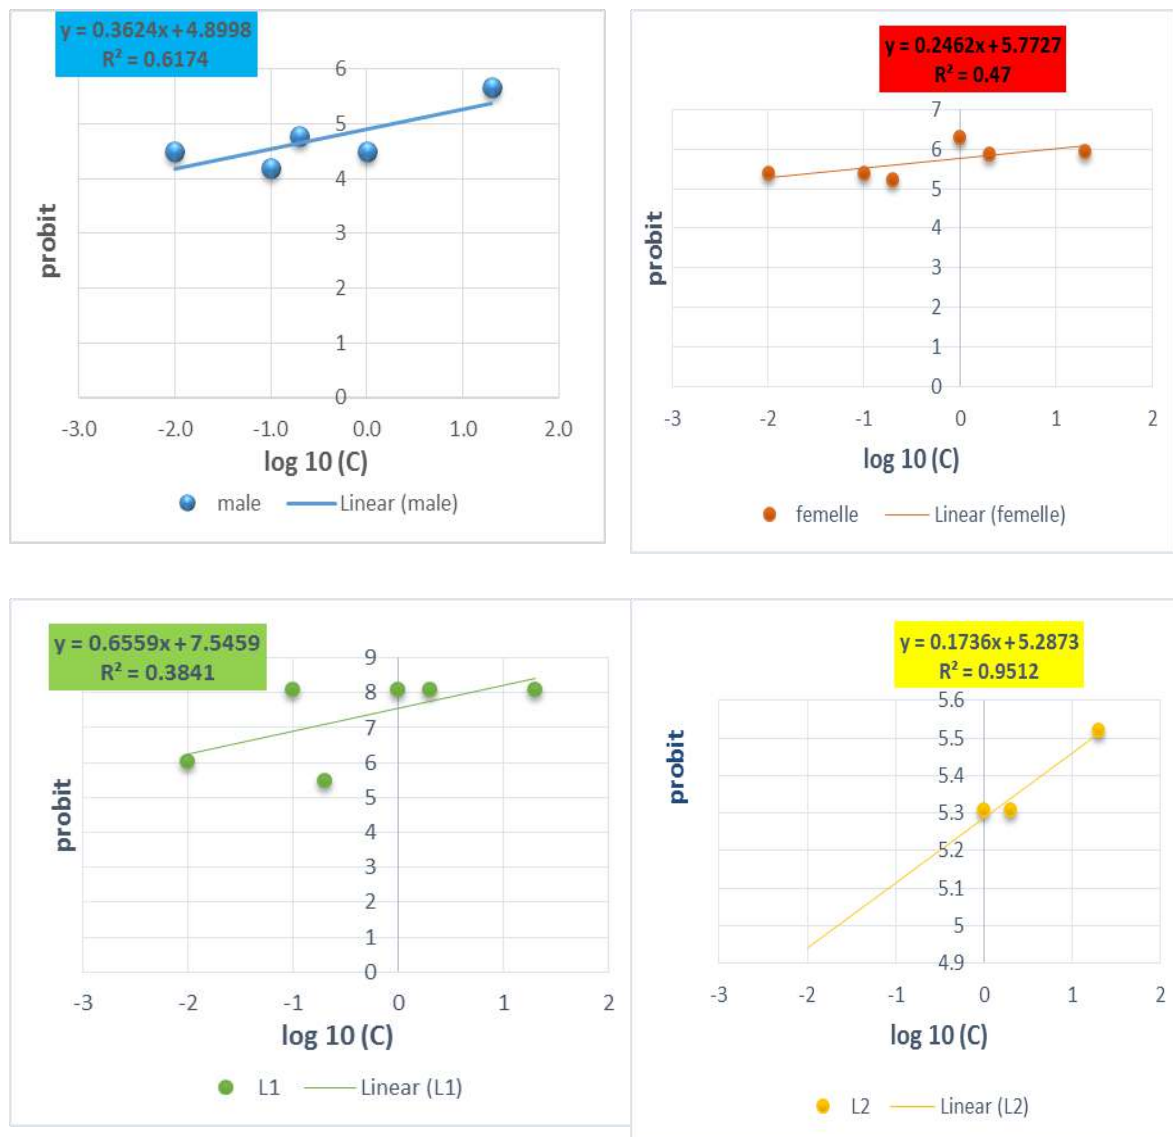 y = 0.3624x + 4.8998
R² = 0.6174
6
5
4
3
2
1
0
probit
-3.0 -2.0 -1.0 0.0 1.0 2.0
log 10 (C)
male Linear (male)
y = 0.2462x + 5.7727
R² = 0.47
7
6
5
4
3
2
1
0
probit
-3 -2 -1 0 1 2
log 10 (C)
femelle Linear (femelle)
y = 0.6559x + 7.5459
R² = 0.3841
9
8
7
6
5
4
3
2
1
0
probit
-3 -2 -1 0 1 2
log 10 (C)
L1 Linear (L1)
y = 0.1736x + 5.2873
R² = 0.9512
5.6
5.5
5.4
5.3
5.2
5.1
5
4.9
probit
-3 -2 -1 0 1 2
log 10 (C)
L2 Linear (L2)